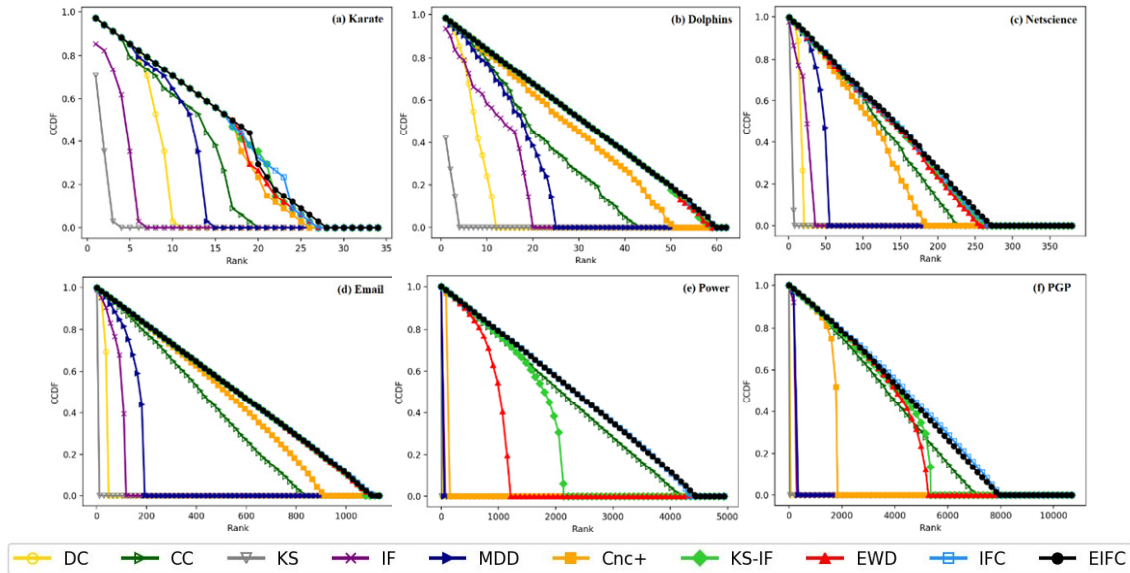 (a) Karate
CCDF
1.0
0.8
0.6
0.4
0.2
0.0
0 5 10 15 20 25 30 35
Rank
(b) Dolphins
CCDF
1.0
0.8
0.6
0.4
0.2
0.0
0 10 20 30 40 50 60
Rank
(c) Netscience
CCDF
1.0
0.8
0.6
0.4
0.2
0.0
0 50 100 150 200 250 300 350
Rank
(d) Email
CCDF
1.0
0.8
0.6
0.4
0.2
0.0
0 200 400 600 800 1000
Rank
(e) Power
CCDF
1.0
0.8
0.6
0.4
0.2
0.0
0 1000 2000 3000 4000 5000
Rank
(f) PGP
CCDF
1.0
0.8
0.6
0.4
0.2
0.0
0 2000 4000 6000 8000 10000
Rank
DC CC KS IF MDD Cnc+ KS-IF EWD IFC EIFC